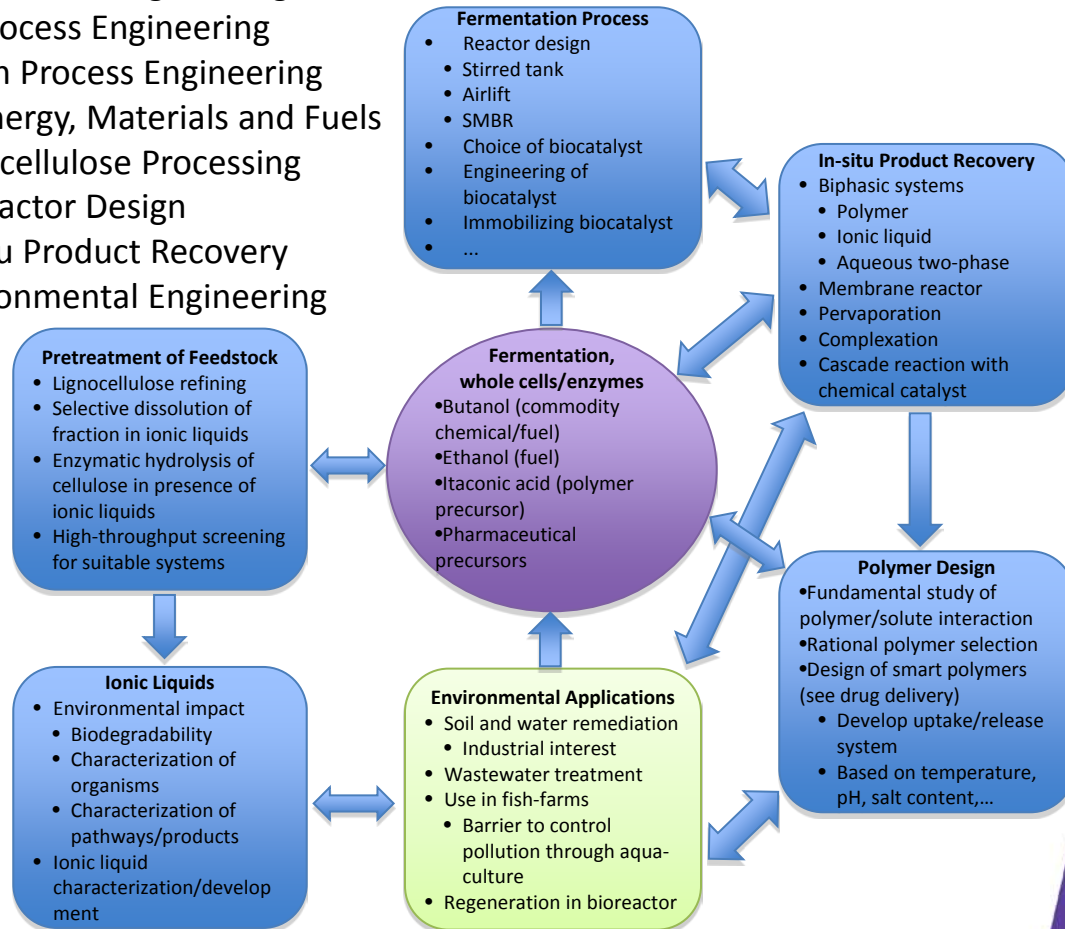 ocess Engineering
n Process Engineering
nergy, Materials and Fuels
cellulose Processing
actor Design
u Product Recovery
onmental Engineering
Fermentation Process
• Reactor design
• Stirred tank
• Airlift
• SMBR
• Choice of biocatalyst
• Engineering of
biocatalyst
• Immobilizing biocatalyst
• ...
In-situ Product Recovery
• Biphasic systems
• Polymer
• Ionic liquid
• Aqueous two-phase
• Membrane reactor
• Pervaporation
• Complexation
• Cascade reaction with
chemical catalyst
Pretreatment of Feedstock
• Lignocellulose refining
• Selective dissolution of
fraction in ionic liquids
• Enzymatic hydrolysis of
cellulose in presence of
ionic liquids
• High-throughput screening
for suitable systems
Fermentation,
whole cells/enzymes
•Butanol (commodity
chemical/fuel)
•Ethanol (fuel)
•Itaconic acid (polymer
precursor)
•Pharmaceutical
precursors
Polymer Design
•Fundamental study of
polymer/solute interaction
•Rational polymer selection
•Design of smart polymers
(see drug delivery)
• Develop uptake/release
system
• Based on temperature,
pH, salt content,...
Ionic Liquids
• Environmental impact
• Biodegradability
• Characterization of
organisms
• Characterization of
pathways/products
• Ionic liquid
characterization/develop
ment
Environmental Applications
• Soil and water remediation
• Industrial interest
• Wastewater treatment
• Use in fish-farms
• Barrier to control
pollution through aqua-
culture
• Regeneration in bioreactor